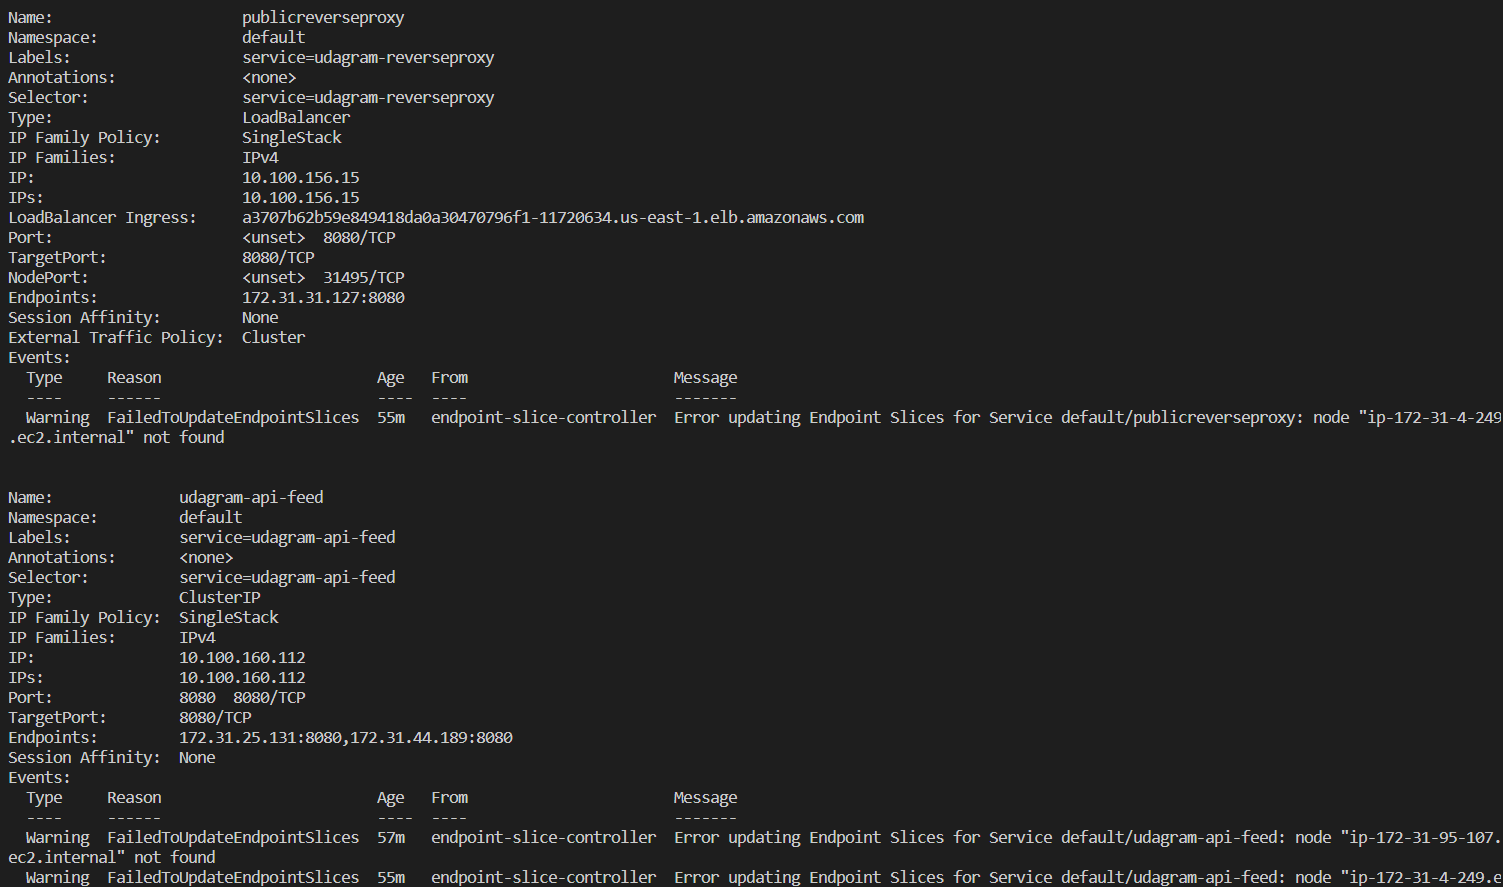 Name:                     publicreverseproxy
Namespace:                default
Labels:                   service=udagram-reverseproxy
Annotations:              <none>
Selector:                 service=udagram-reverseproxy
Type:                     LoadBalancer
IP Family Policy:         SingleStack
IP Families:              IPv4
IP:                       10.100.156.15
IPs:                      10.100.156.15
LoadBalancer Ingress:     a3707b62b59e849418da0a30470796f1-11720634.us-east-1.elb.amazonaws.com
Port:                     <unset>  8080/TCP
TargetPort:               8080/TCP
NodePort:                 <unset>  31495/TCP
Endpoints:                172.31.31.127:8080
Session Affinity:         None
External Traffic Policy:  Cluster
Events:
  Type     Reason                        Age   From                       Message
  ----     ------                        ----  ----                       -------
  Warning  FailedToUpdateEndpointSlices  55m   endpoint-slice-controller  Error updating Endpoint Slices for Service default/publicreverseproxy: node "ip-172-31-4-249
.ec2.internal" not found
Name:              udagram-api-feed
Namespace:         default
Labels:            service=udagram-api-feed
Annotations:       <none>
Selector:          service=udagram-api-feed
Type:              ClusterIP
IP Family Policy:  SingleStack
IP Families:       IPv4
IP:                10.100.160.112
IPs:               10.100.160.112
Port:              8080  8080/TCP
TargetPort:        8080/TCP
Endpoints:         172.31.25.131:8080,172.31.44.189:8080
Session Affinity:  None
Events:
  Type     Reason                        Age   From                       Message
  ----     ------                        ----  ----                       -------
  Warning  FailedToUpdateEndpointSlices  57m   endpoint-slice-controller  Error updating Endpoint Slices for Service default/udagram-api-feed: node "ip-172-31-95-107.
ec2.internal" not found
  Warning  FailedToUpdateEndpointSlices  55m   endpoint-slice-controller  Error updating Endpoint Slices for Service default/udagram-api-feed: node "ip-172-31-4-249.e